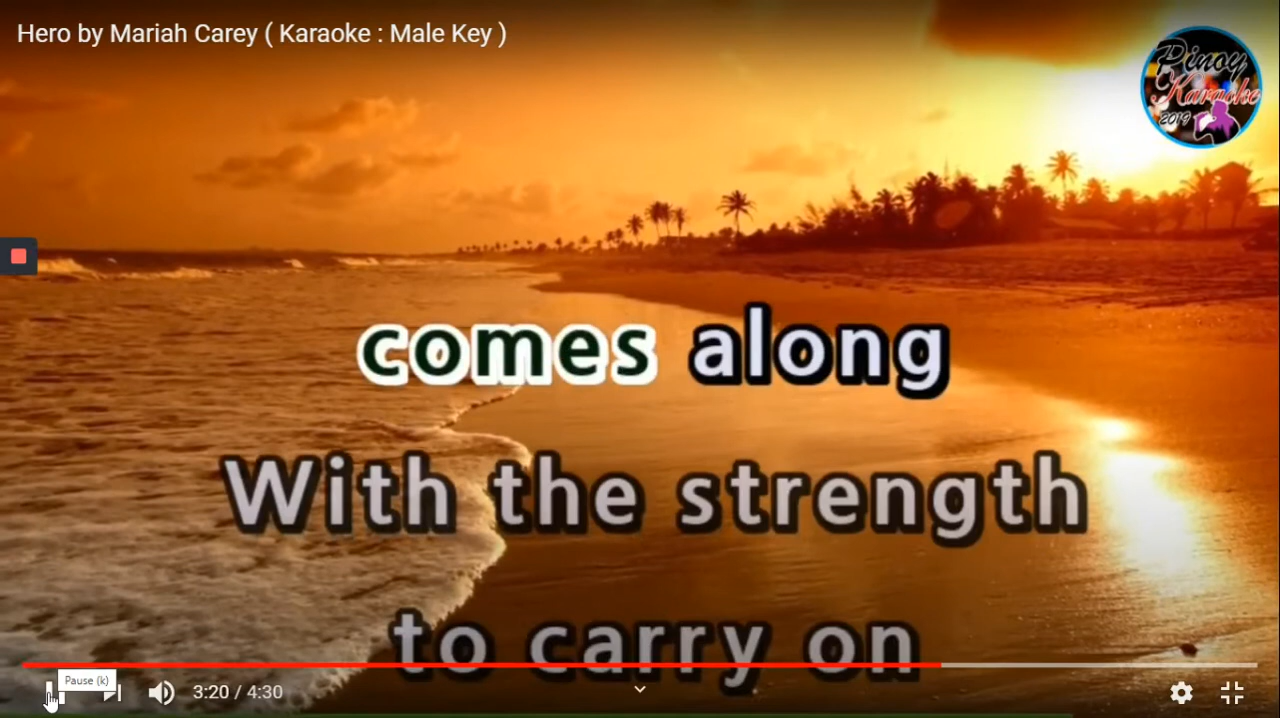 Hero by Mariah Carey ( Karaoke : Male Key )
Pinoy
Karaoke
2019
comes along
With the strength
to carry on
Pause (k)
3:20 / 4:30